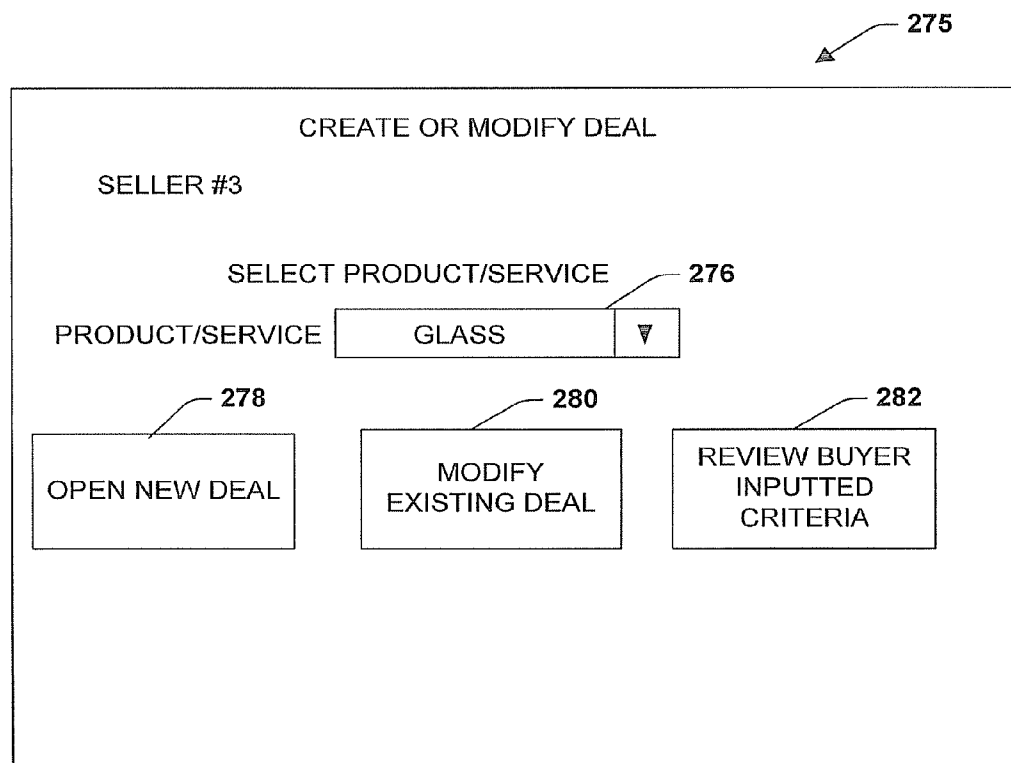 275
CREATE OR MODIFY DEAL
SELLER #3
SELECT PRODUCT/SERVICE
276
PRODUCT/SERVICE
GLASS
278
280
282
OPEN NEW DEAL
MODIFY
EXISTING DEAL
REVIEW BUYER
INPUTTED
CRITERIA